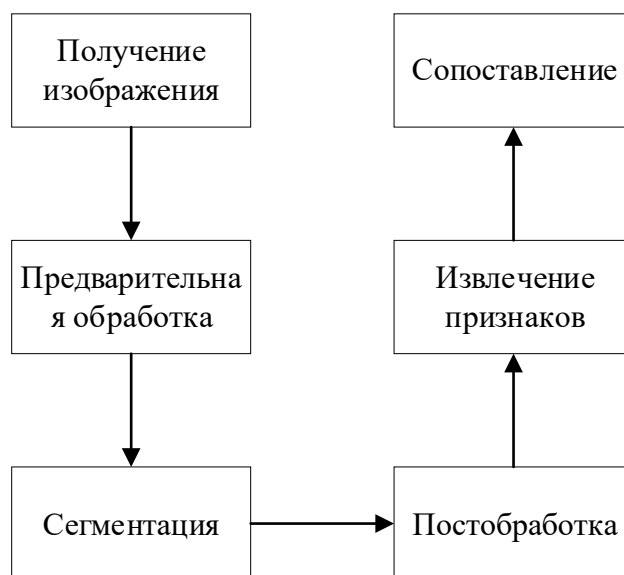 Получение
изображения
Предварительна
я обработка
Сегментация
Постобработка
Извлечение
признаков
Сопоставление